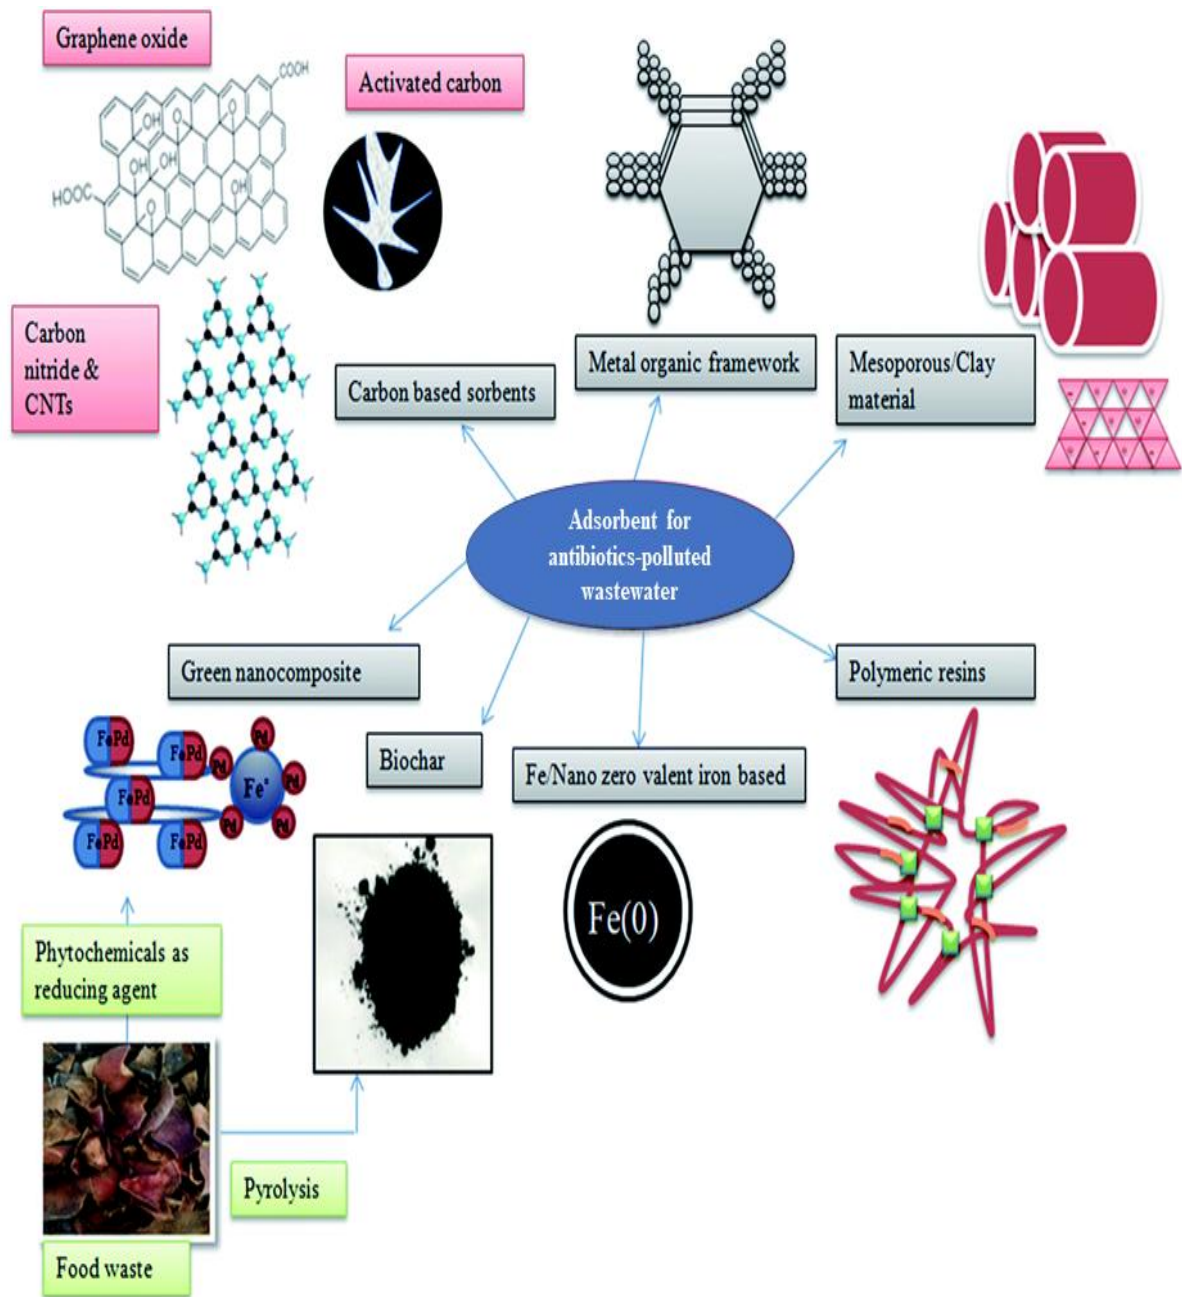 Graphene oxide
Activated carbon
COOH
OH
O
O
OH
OH
OH
HOOC
O
Carbon
nitride &
CNTs
Carbon based sorbents
Metal organic framework
Mesoporous/Clay
material
Adsorbent for
antibiotics-polluted
wastewater
Green nanocomposite
Biochar
Fe/Nano zero valent iron based
Polymeric resins
FePd
FePd
FePd
FePd
FePd
Fe°
Pd
Pd
Pd
Pd
Pd
Fe(0)
Phytochemicals as
reducing agent
Pyrolysis
Food waste